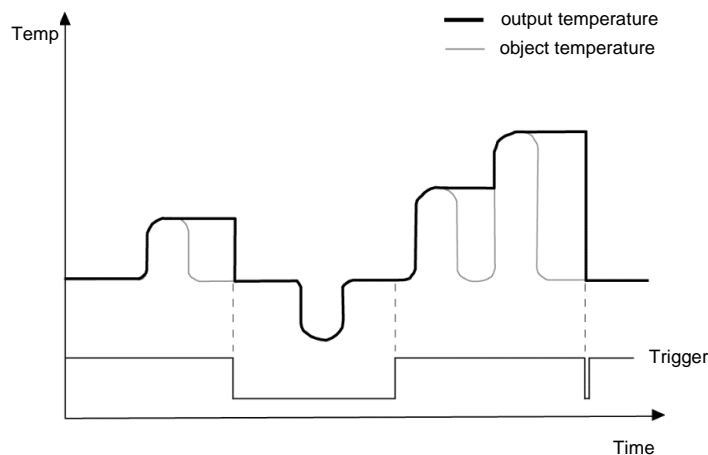 output temperature
Temp
object temperature
Trigger
Time